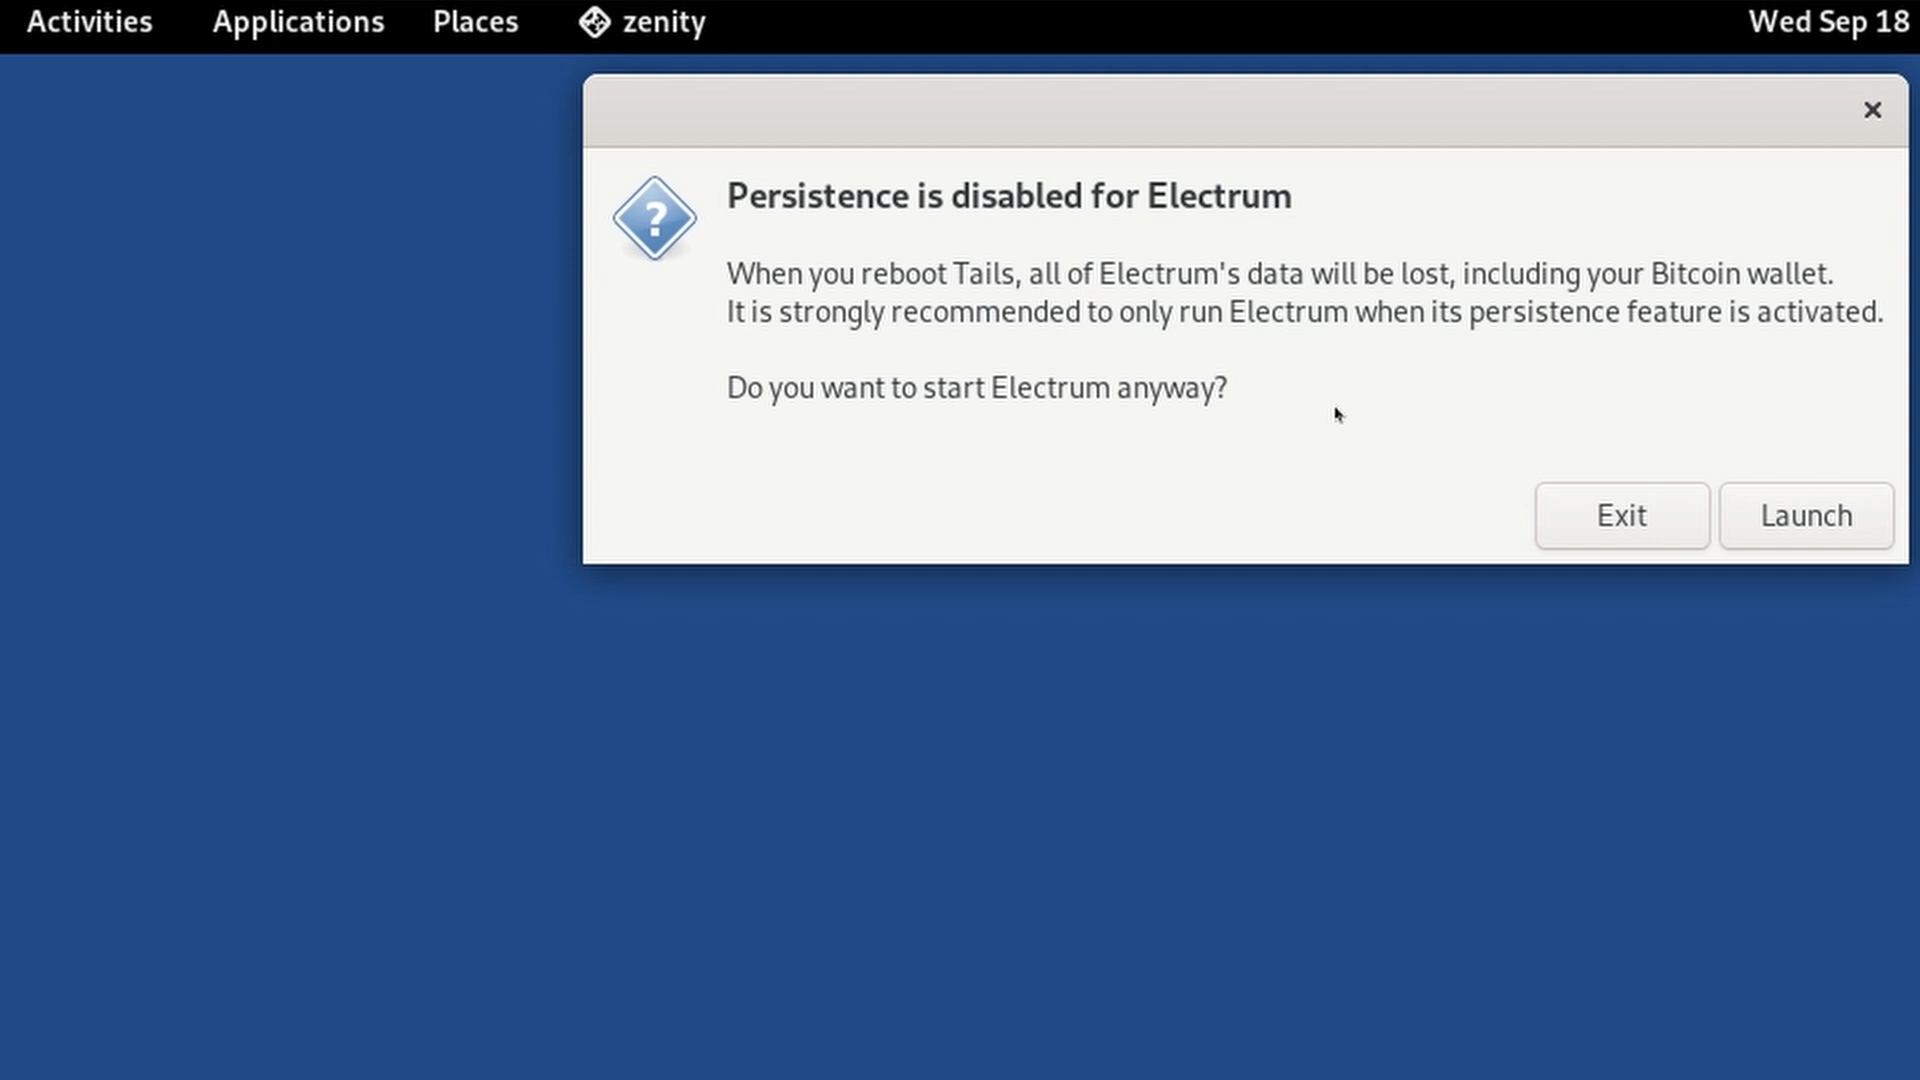 Activities Applications Places zenity Wed Sep 18
Persistence is disabled for Electrum
When you reboot Tails, all of Electrum's data will be lost, including your Bitcoin wallet.
It is strongly recommended to only run Electrum when its persistence feature is activated.
Do you want to start Electrum anyway?
Exit Launch